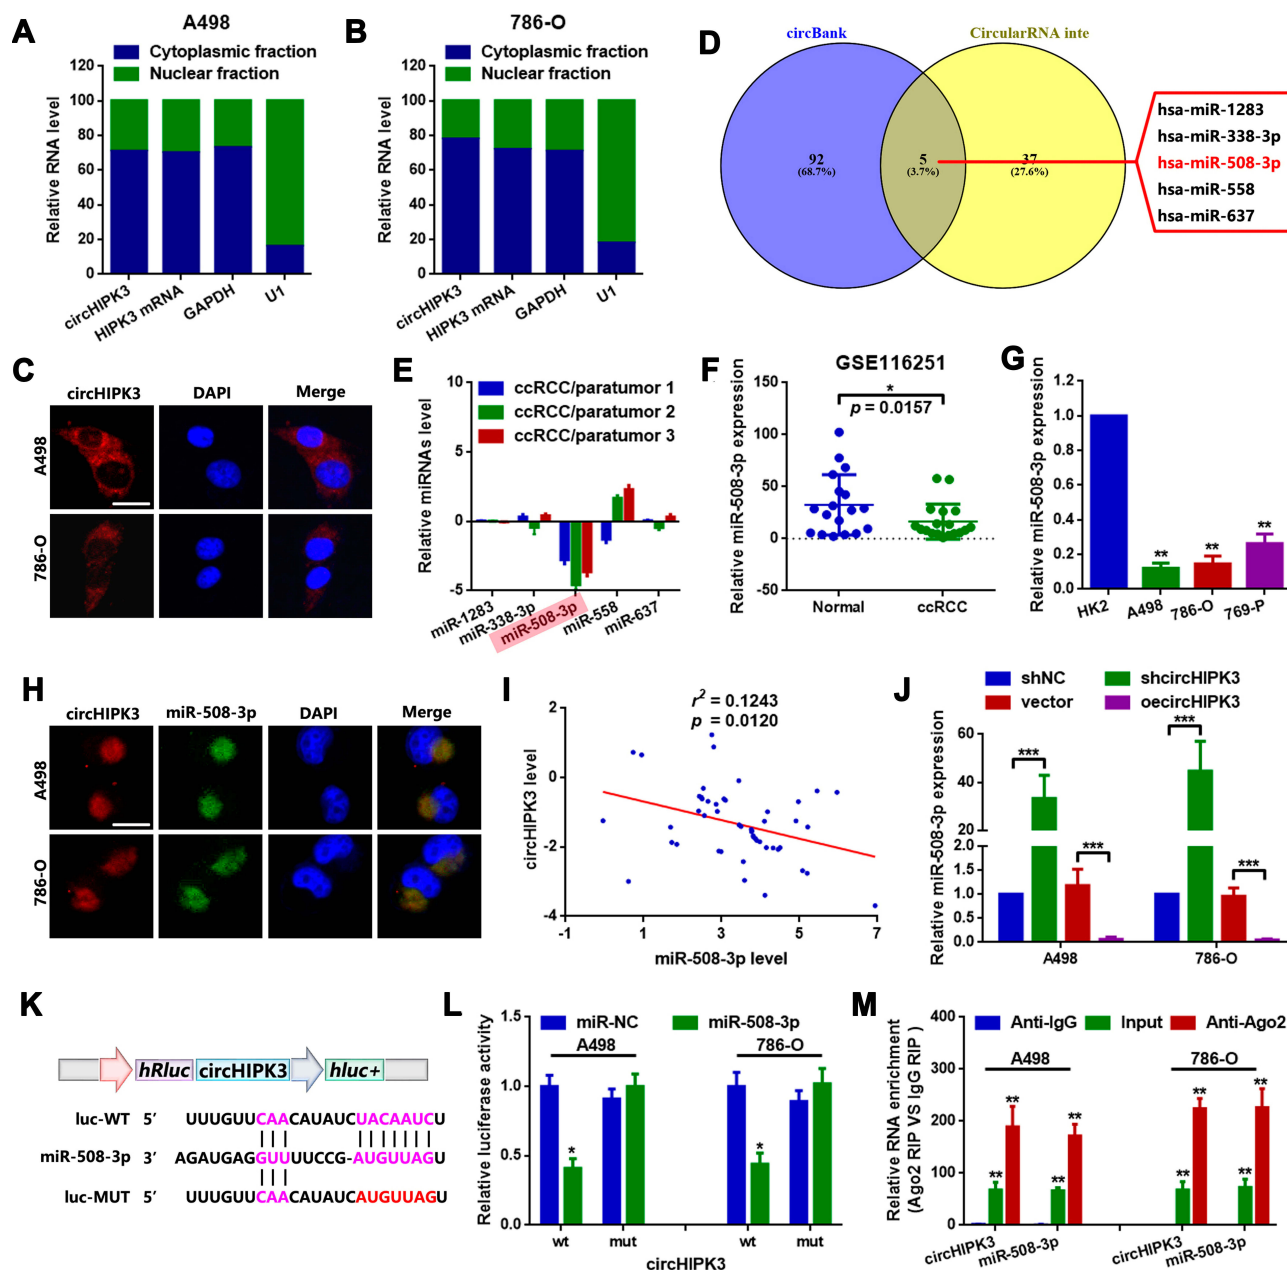 A
A498
Cytoplasmic fraction
Nuclear fraction
Relative RNA level
120
100
80
60
40
20
0
circHIPK3
HIPK3 mRNA
GAPDH
U1
B
786-O
Cytoplasmic fraction
Nuclear fraction
Relative RNA level
120
100
80
60
40
20
0
circHIPK3
HIPK3 mRNA
GAPDH
U1
D
circBank
CircularRNA inte
92
(68.7%)
5
(3.7%)
37
(27.6%)
hsa-miR-1283
hsa-miR-338-3p
hsa-miR-508-3p
hsa-miR-558
hsa-miR-637
C
circHIPK3 DAPI Merge
A498
786-O
E
ccRCC/paratumor 1
ccRCC/paratumor 2
ccRCC/paratumor 3
Relative miRNAs level
10
5
0
-5
miR-1283
miR-338-3p
miR-508-3p
miR-558
miR-637
F
GSE116251
*
p = 0.0157
Relative miR-508-3p expression
150
100
50
0
-50
Normal ccRCC
G
Relative miR-508-3p expression
1.2
1.0
0.8
0.6
0.4
0.2
0.0
** ** **
HK2
A498
786-O
769-P
H
circHIPK3 miR-508-3p DAPI Merge
A498
786-O
I
r2 = 0.1243
p = 0.0120
circHIPK3 level
2
0
-2
-4
-1 1 3 5 7
miR-508-3p level
J
shNC shcircHIPK3
vector oecircHIPK3
Relative miR-508-3p expression
60
40
20
2.0
1.5
1.0
0.5
0.0
*** *** *** ***
A498 786-O
K
hRluc circHIPK3 hluc+
luc-WT 5′ UUUGUUCAACAUAUCUACAAUCU
miR-508-3p 3′ AGAUGAGGUUUUCCG-AUGUUAGU
luc-MUT 5′ UUUGUUCAACAUAUCAUGUUAGU
L
miR-NC miR-508-3p
A498 786-O
Relative luciferase activity
1.5
1.0
0.5
0.0
* *
wt mut wt mut
circHIPK3
M
Anti-IgG Input Anti-Ago2
A498 786-O
Relative RNA enrichment
(Ago2 RIP VS IgG RIP )
400
300
200
100
0
** ** ** ** ** ** ** **
circHIPK3
miR-508-3p
circHIPK3
miR-508-3p